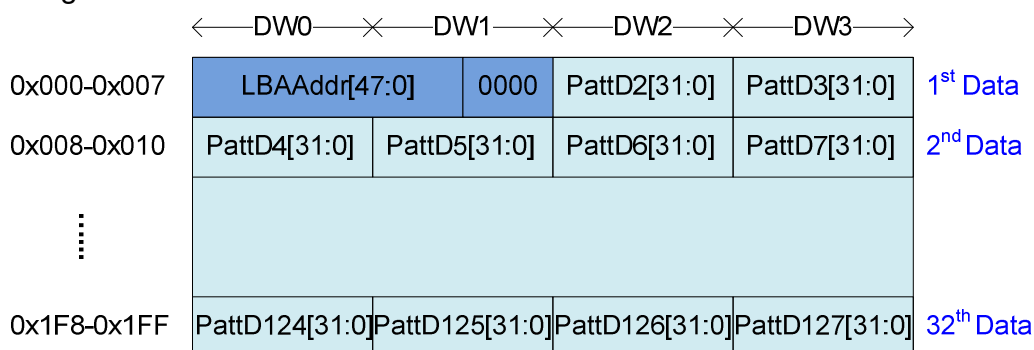 DW0 DW1 DW2 DW3
0x000-0x007 LBAAddr[47:0] 0000 PattD2[31:0] PattD3[31:0] 1st Data
0x008-0x010 PattD4[31:0] PattD5[31:0] PattD6[31:0] PattD7[31:0] 2nd Data
0x1F8-0x1FF PattD124[31:0] PattD125[31:0] PattD126[31:0] PattD127[31:0] 32th Data